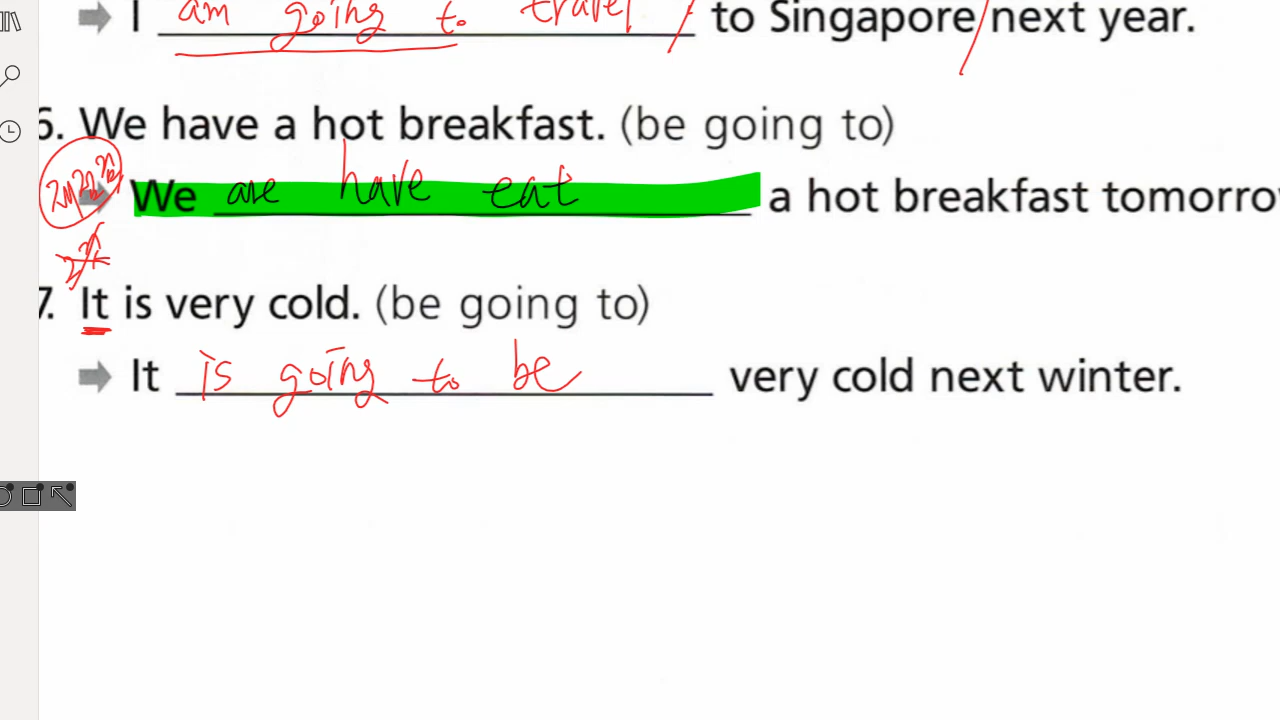 ➡ I am going to travel / to Singapore / next year.
6. We have a hot breakfast. (be going to)
➡ We are have eat a hot breakfast tomorro
7. It is very cold. (be going to)
➡ It is going to be very cold next winter.